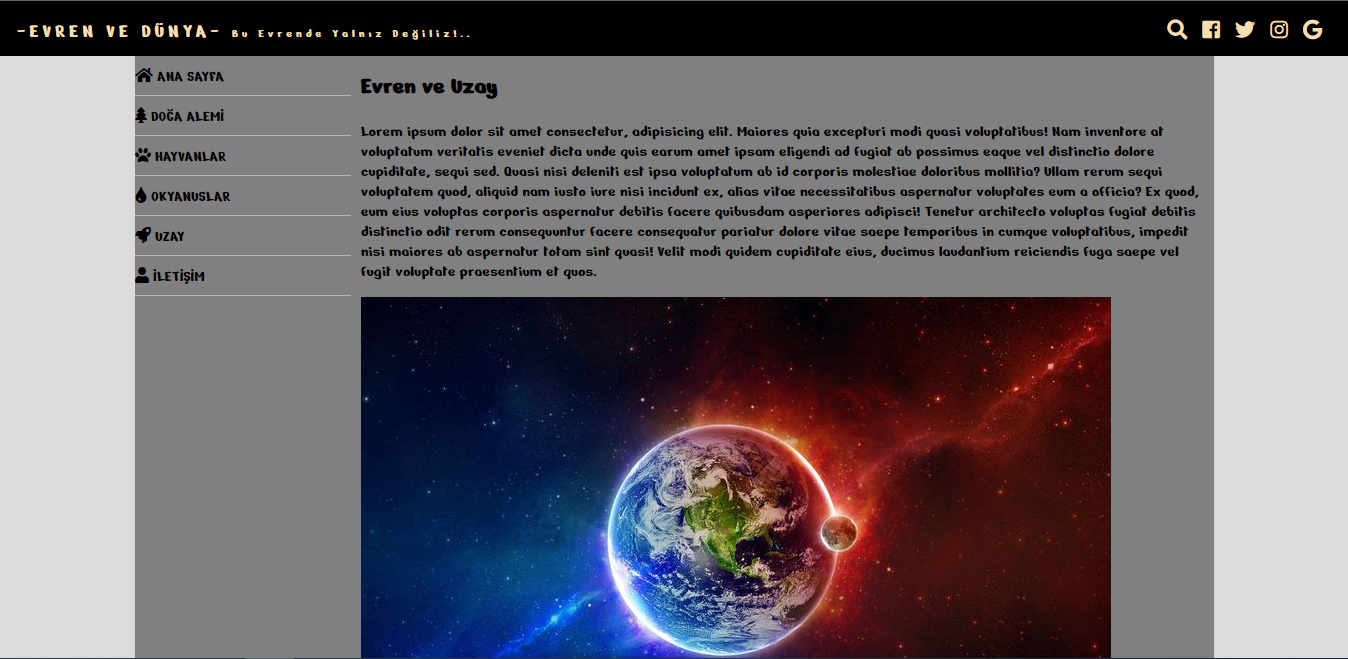 -EVREN VE DÜNYA- Bu Evrende Yalnız Değiliz!..
ANA SAYFA
DOĞA ALEMİ
HAYVANLAR
OKYANUSLAR
UZAY
İLETİŞİM
Evren ve Uzay
Lorem ipsum dolor sit amet consectetur, adipisicing elit. Maiores quia excepturi modi quasi voluptatibus! Nam inventore at
voluptatum veritatis eveniet dicta unde quis earum amet ipsam eligendi ad fugiat ab possimus eaque vel distinctio dolore
cupiditate, sequi sed. Quasi nisi deleniti est ipsa voluptatum ab id corporis molestiae doloribus mollitia? Ullam rerum sequi
voluptatem quod, aliquid nam iusto iure nisi incidunt ex, alias vitae necessitatibus aspernatur voluptates eum a officia? Ex quod,
eum eius voluptas corporis aspernatur debitis facere quibusdam asperiores adipisci! Tenetur architecto voluptas fugiat debitis
distinctio odit rerum consequuntur facere consequatur pariatur dolore vitae saepe temporibus in cumque voluptatibus, impedit
nisi maiores ab aspernatur totam sint quasi! Velit modi quidem cupiditate eius, ducimus laudantium reiciendis fuga saepe vel
fugit voluptate praesentium et quos.